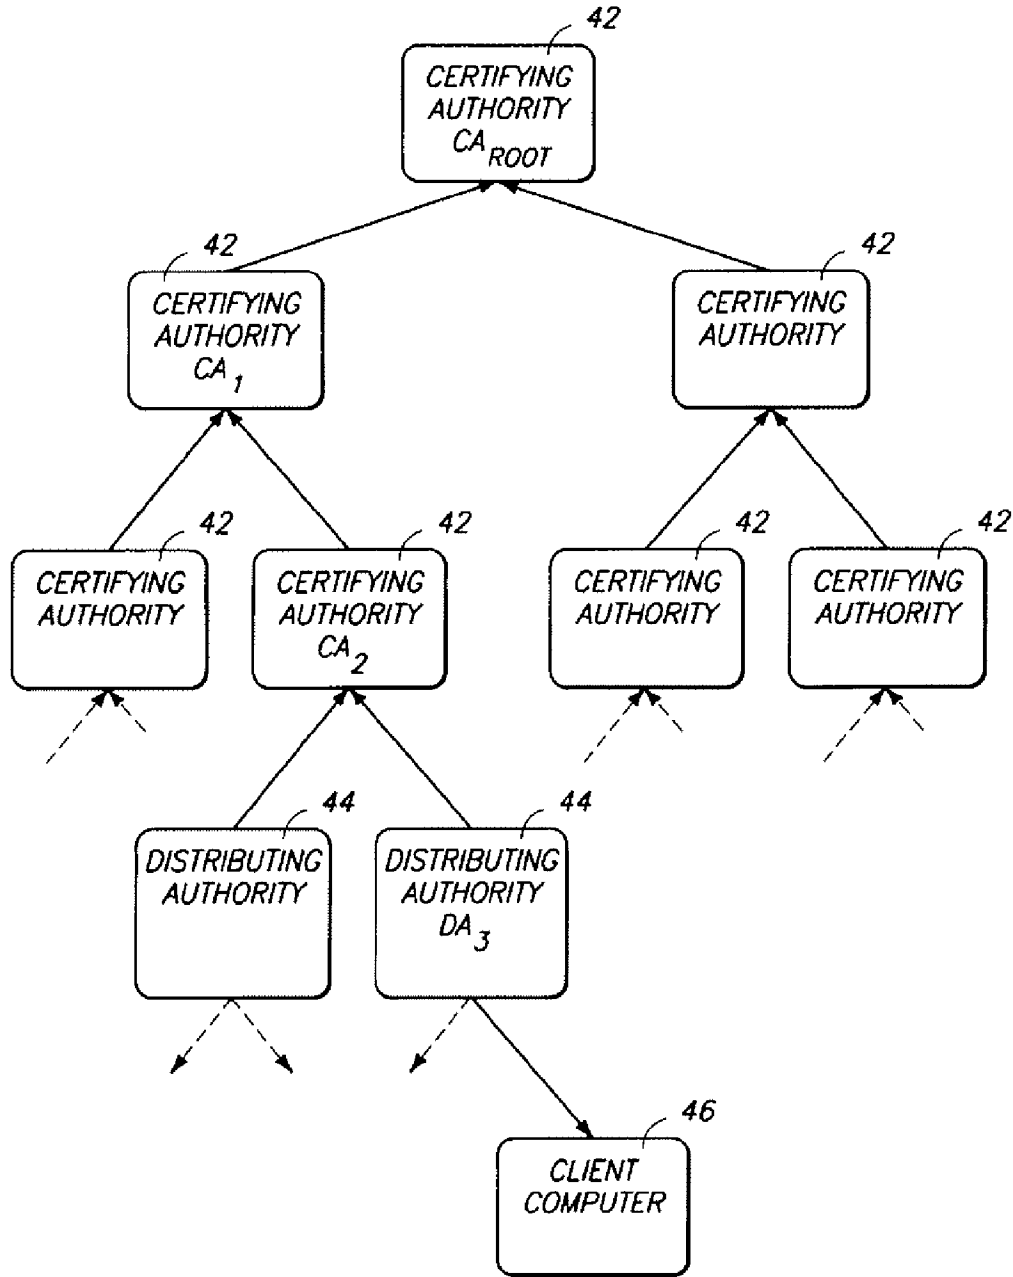 42
CERTIFYING
AUTHORITY
CA ROOT
42
CERTIFYING
AUTHORITY
CA 1
42
CERTIFYING
AUTHORITY
42
CERTIFYING
AUTHORITY
42
CERTIFYING
AUTHORITY
CA 2
42
CERTIFYING
AUTHORITY
42
CERTIFYING
AUTHORITY
44
DISTRIBUTING
AUTHORITY
44
DISTRIBUTING
AUTHORITY
DA 3
46
CLIENT
COMPUTER